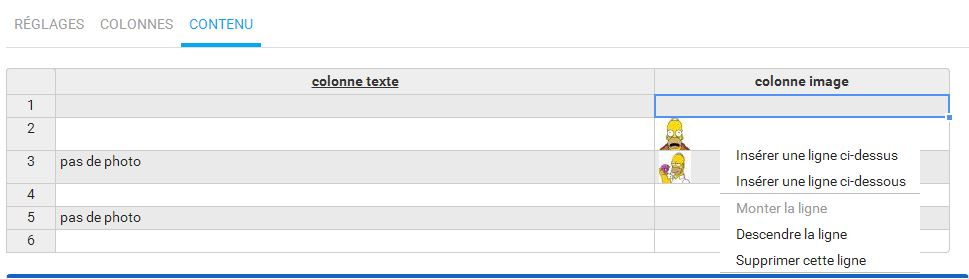 RÉGLAGES COLONNES CONTENU
colonne texte colonne image
1
2
3 pas de photo
4
5 pas de photo
6
Insérer une ligne ci-dessus
Insérer une ligne ci-dessous
Monter la ligne
Descendre la ligne
Supprimer cette ligne